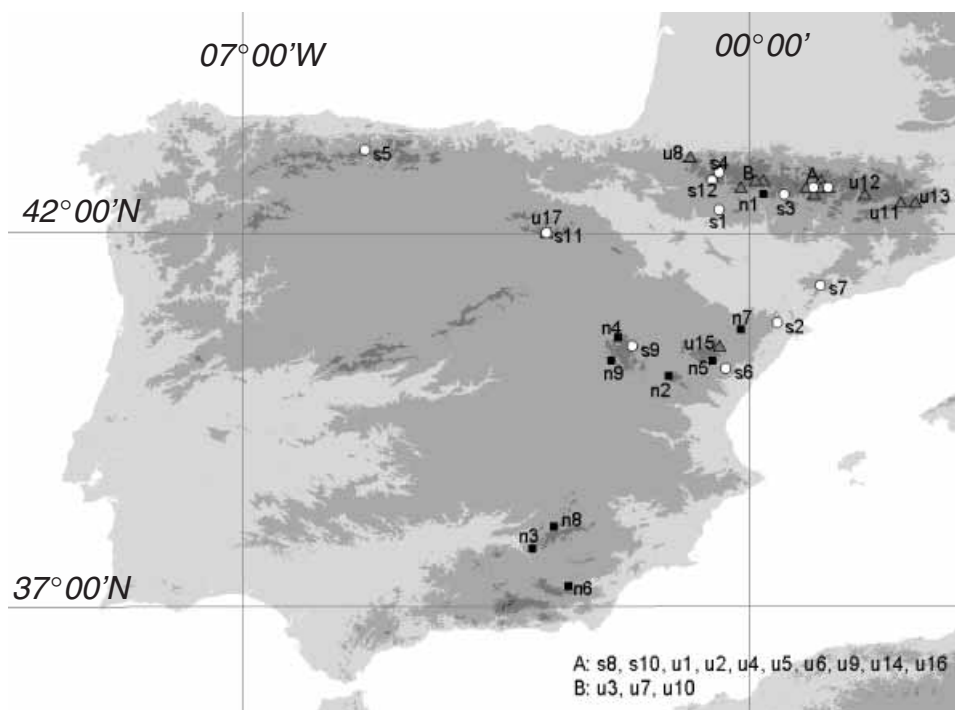 07°00'W
00°00'
s5
u8
s4
B
A
s12
n1
s3
u12
u11
u13
s1
42°00'N
u17
s11
s7
n7
s2
n4
s9
u15
n9
n2
n5
s6
n8
n3
n6
37°00'N
A: s8, s10, u1, u2, u4, u5, u6, u9, u14, u16
B: u3, u7, u10